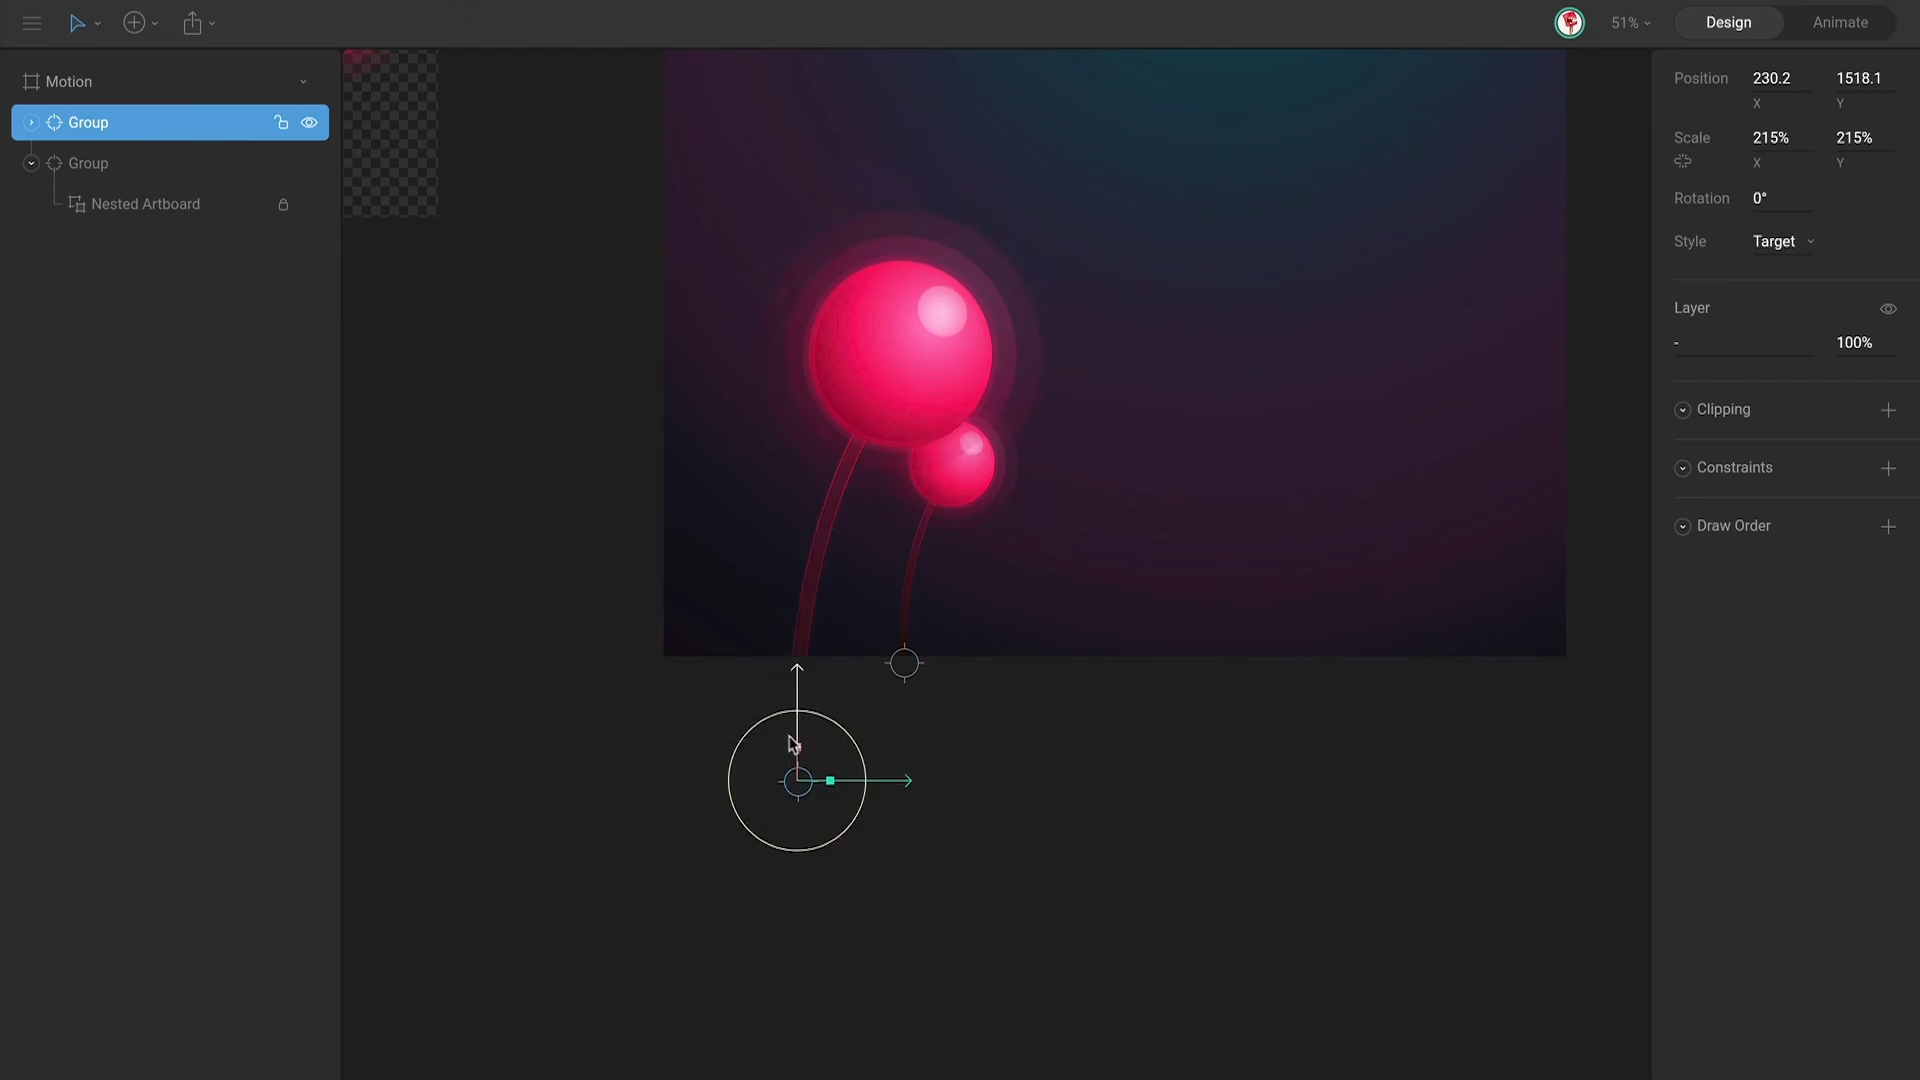 51%
Design
Animate
Motion
Group
Group
Nested Artboard
Position
230.2
1518.1
X
Y
Scale
215%
215%
X
Y
Rotation
0°
Style
Target
Layer
-
100%
Clipping
Constraints
Draw Order